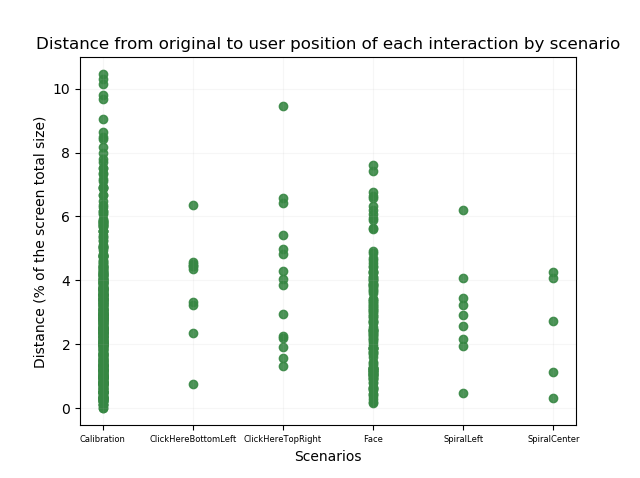 Distance from original to user position of each interaction by scenario
10
8
6
4
2
0
Distance (% of the screen total size)
Calibration ClickHereBottomLeft ClickHereTopRight Face SpiralLeft SpiralCenter
Scenarios